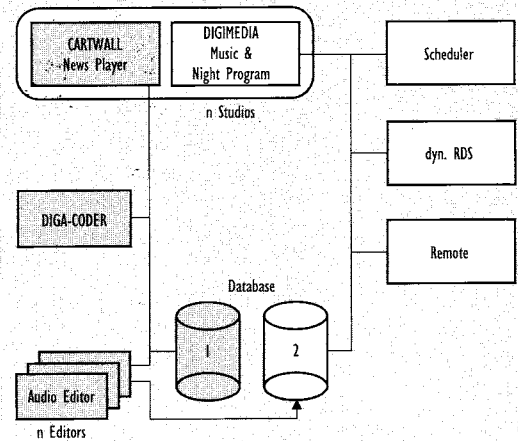 CARTWALL
News Player
DIGIMEDIA
Music &
Night Program
Scheduler
n Studios
dyn. RDS
DIGA-CODER
Remote
Database
1
2
Audio Editor
n Editors